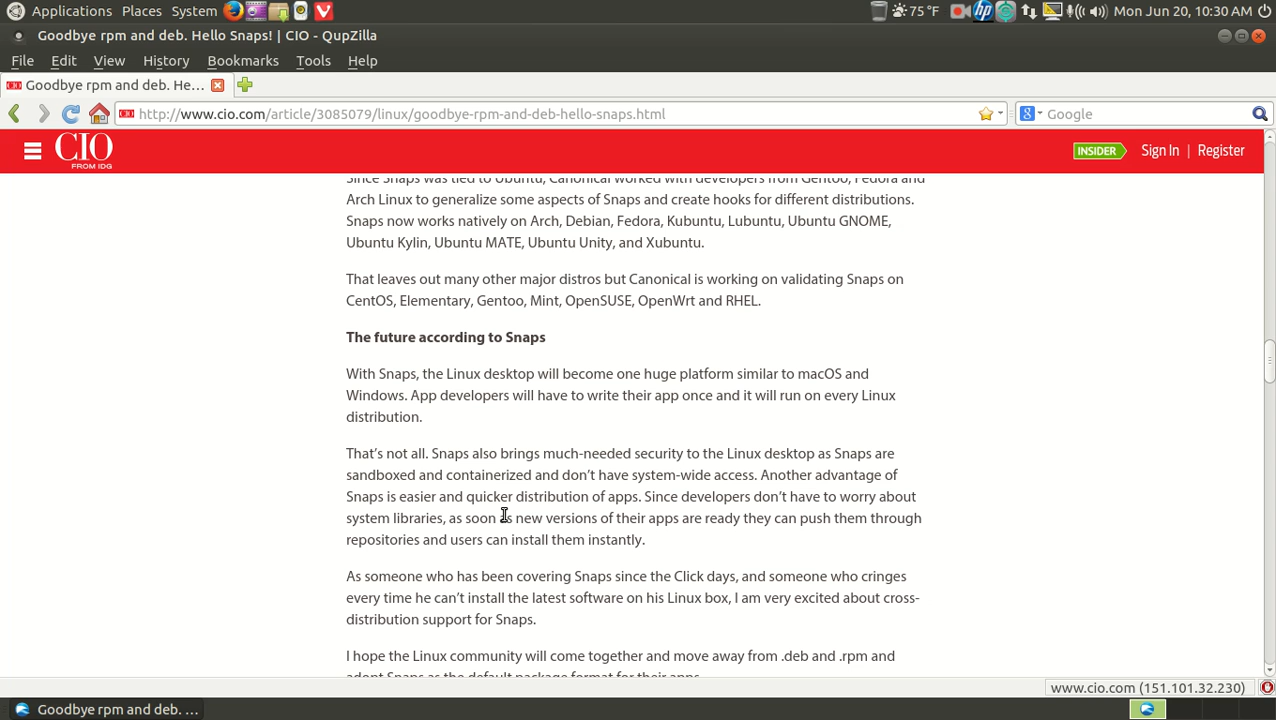 Applications Places System 75 °F Mon Jun 20, 10:30 AM
Goodbye rpm and deb. Hello Snaps! | CIO - QupZilla
File Edit View History Bookmarks Tools Help
Goodbye rpm and deb. He...
http://www.cio.com/article/3985079/linux/goodbye-rpm-and-deb-hello-snaps.html Google
CIO INSIDER Sign In | Register
FROM IDG
Since Snaps was tied to Ubuntu, Canonical worked with developers from Gentoo, Fedora and
Arch Linux to generalize some aspects of Snaps and create hooks for different distributions.
Snaps now works natively on Arch, Debian, Fedora, Kubuntu, Lubuntu, Ubuntu GNOME,
Ubuntu Kylin, Ubuntu MATE, Ubuntu Unity, and Xubuntu.
That leaves out many other major distros but Canonical is working on validating Snaps on
CentOS, Elementary, Gentoo, Mint, OpenSUSE, OpenWrt and RHEL.
The future according to Snaps
With Snaps, the Linux desktop will become one huge platform similar to macOS and
Windows. App developers will have to write their app once and it will run on every Linux
distribution.
That's not all. Snaps also brings much-needed security to the Linux desktop as Snaps are
sandboxed and containerized and don't have system-wide access. Another advantage of
Snaps is easier and quicker distribution of apps. Since developers don't have to worry about
system libraries, as soon as new versions of their apps are ready they can push them through
repositories and users can install them instantly.
As someone who has been covering Snaps since the Click days, and someone who cringes
every time he can't install the latest software on his Linux box, I am very excited about cross-
distribution support for Snaps.
I hope the Linux community will come together and move away from .deb and .rpm and
adopt Snaps as the default package format for their apps.
www.cio.com (151.101.32.230)
Goodbye rpm and deb. ...